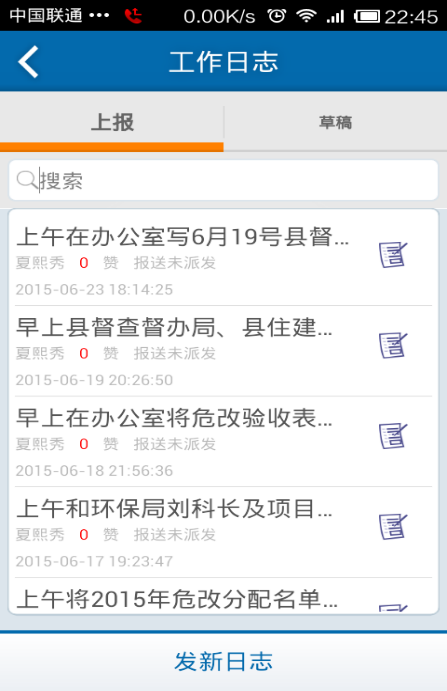 中国联通 ••• 0.00K/s 22:45
工作日志
上报 草稿
搜索
上午在办公室写6月19号县督...
夏熙秀 0 赞 报送未派发
2015-06-23 18:14:25
早上县督查督办局、县住建...
夏熙秀 0 赞 报送未派发
2015-06-19 20:26:50
早上在办公室将危改验收表...
夏熙秀 0 赞 报送未派发
2015-06-18 21:56:36
上午和环保局刘科长及项目...
夏熙秀 0 赞 报送未派发
2015-06-17 19:23:47
上午将2015年危改分配名单...
发新日志